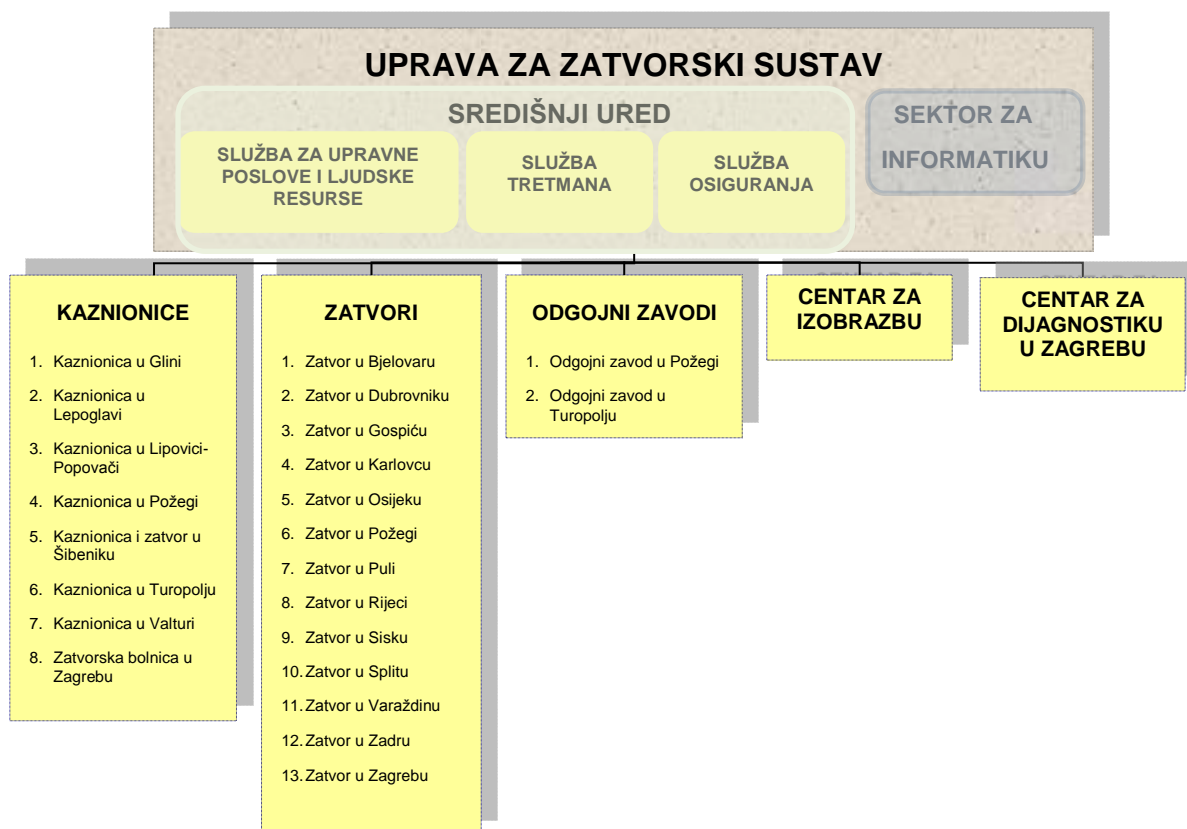 UPRAVA ZA ZATVORSKI SUSTAV
SREDIŠNJI URED
SLUŽBA ZA UPRAVNE
POSLOVE I LJUDSKE
RESURSE
SLUŽBA
TRETMANA
SLUŽBA
OSIGURANJA
SEKTOR ZA
INFORMATIKU
KAZNIONICE
1. Kaznionica u Glini
2. Kaznionica u
Lepoglavi
3. Kaznionica u Lipovici-
Popovači
4. Kaznionica u Požegi
5. Kaznionica i zatvor u
Šibeniku
6. Kaznionica u Turopolju
7. Kaznionica u Valturi
8. Zatvorska bolnica u
Zagrebu
ZATVORI
1. Zatvor u Bjelovaru
2. Zatvor u Dubrovniku
3. Zatvor u Gospiću
4. Zatvor u Karlovcu
5. Zatvor u Osijeku
6. Zatvor u Požegi
7. Zatvor u Puli
8. Zatvor u Rijeci
9. Zatvor u Sisku
10. Zatvor u Splitu
11. Zatvor u Varaždinu
12. Zatvor u Zadru
13. Zatvor u Zagrebu
ODGOJNI ZAVODI
1. Odgojni zavod u Požegi
2. Odgojni zavod u
Turopolju
CENTAR ZA
IZOBRAZBU
CENTAR ZA
DIJAGNOSTIKU
U ZAGREBU